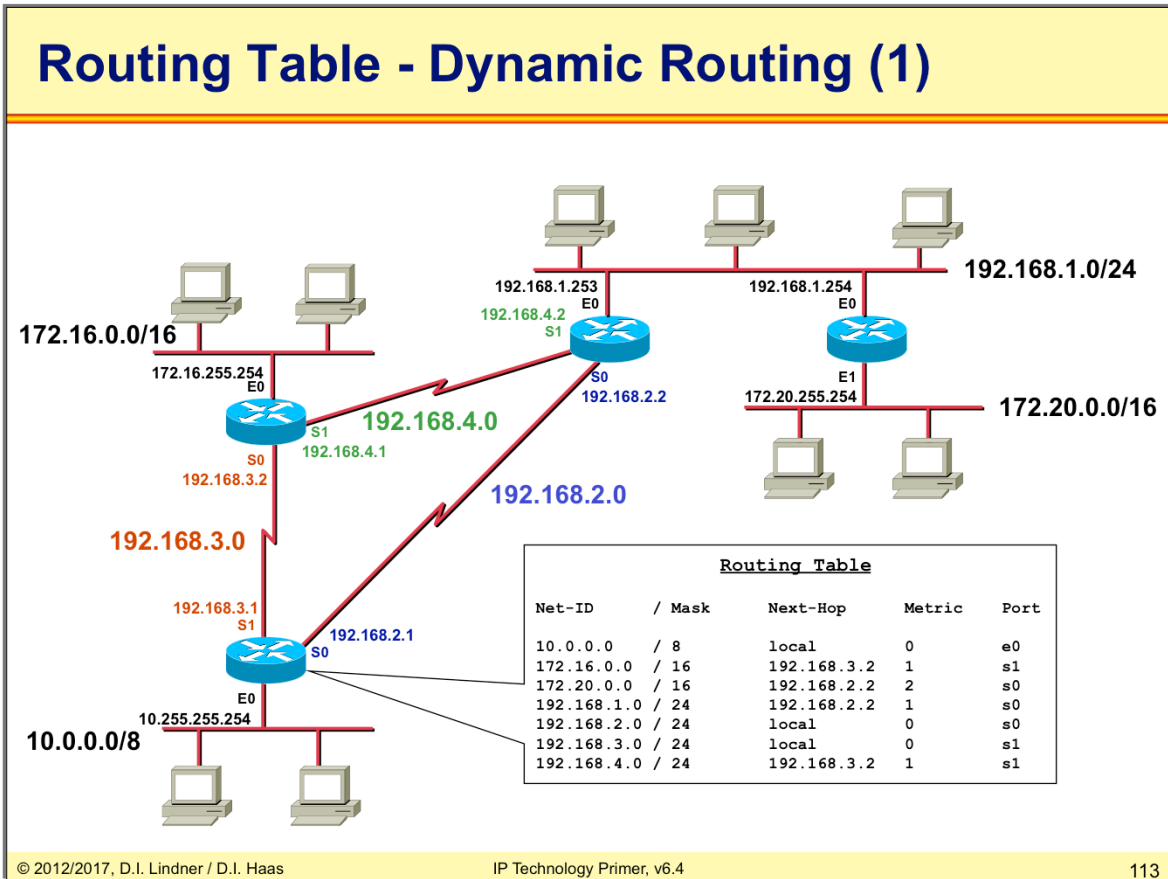 Routing Table - Dynamic Routing (1)
192.168.1.0/24
192.168.1.253
E0
192.168.1.254
E0
192.168.4.2
S1
172.16.0.0/16
172.16.255.254
E0
S0
192.168.2.2
E1
172.20.255.254
172.20.0.0/16
192.168.4.0
S1
192.168.4.1
S0
192.168.3.2
192.168.2.0
192.168.3.0
192.168.3.1
S1
192.168.2.1
S0
E0
10.255.255.254
10.0.0.0/8
Routing Table
Net-ID / Mask Next-Hop Metric Port
10.0.0.0 / 8 local 0 e0
172.16.0.0 / 16 192.168.3.2 1 s1
172.20.0.0 / 16 192.168.2.2 2 s0
192.168.1.0 / 24 192.168.2.2 1 s0
192.168.2.0 / 24 local 0 s0
192.168.3.0 / 24 local 0 s1
192.168.4.0 / 24 192.168.3.2 1 s1
© 2012/2017, D.I. Lindner / D.I. Haas
IP Technology Primer, v6.4
113